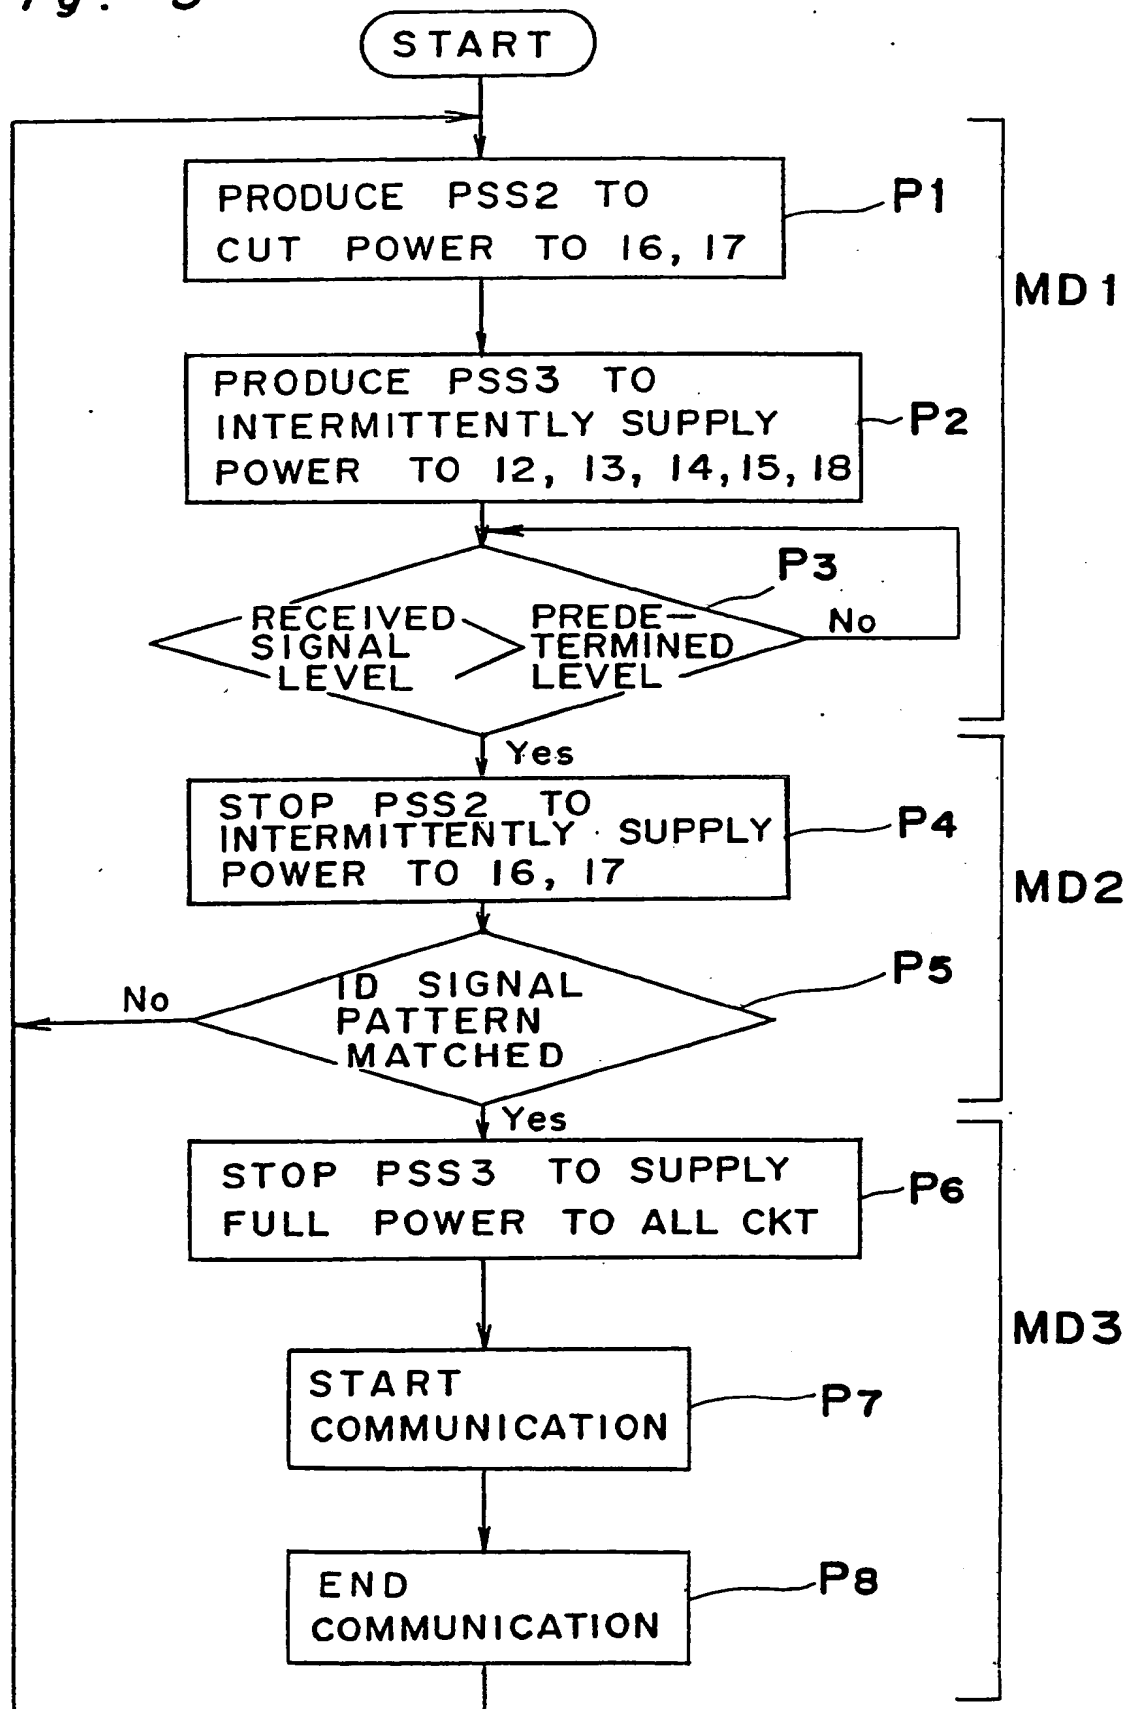 START
PRODUCE PSS2 TO
CUT POWER TO 16, 17
P1
MD1
PRODUCE PSS3 TO
INTERMITTENTLY SUPPLY
POWER TO 12, 13, 14, 15, 18
P2
P3
RECEIVED
SIGNAL
LEVEL
>
PREDE-
TERMINED
LEVEL
No
Yes
STOP PSS2 TO
INTERMITTENTLY SUPPLY
POWER TO 16, 17
P4
MD2
P5
ID SIGNAL
PATTERN
MATCHED
No
Yes
STOP PSS3 TO SUPPLY
FULL POWER TO ALL CKT
P6
MD3
START
COMMUNICATION
P7
END
COMMUNICATION
P8